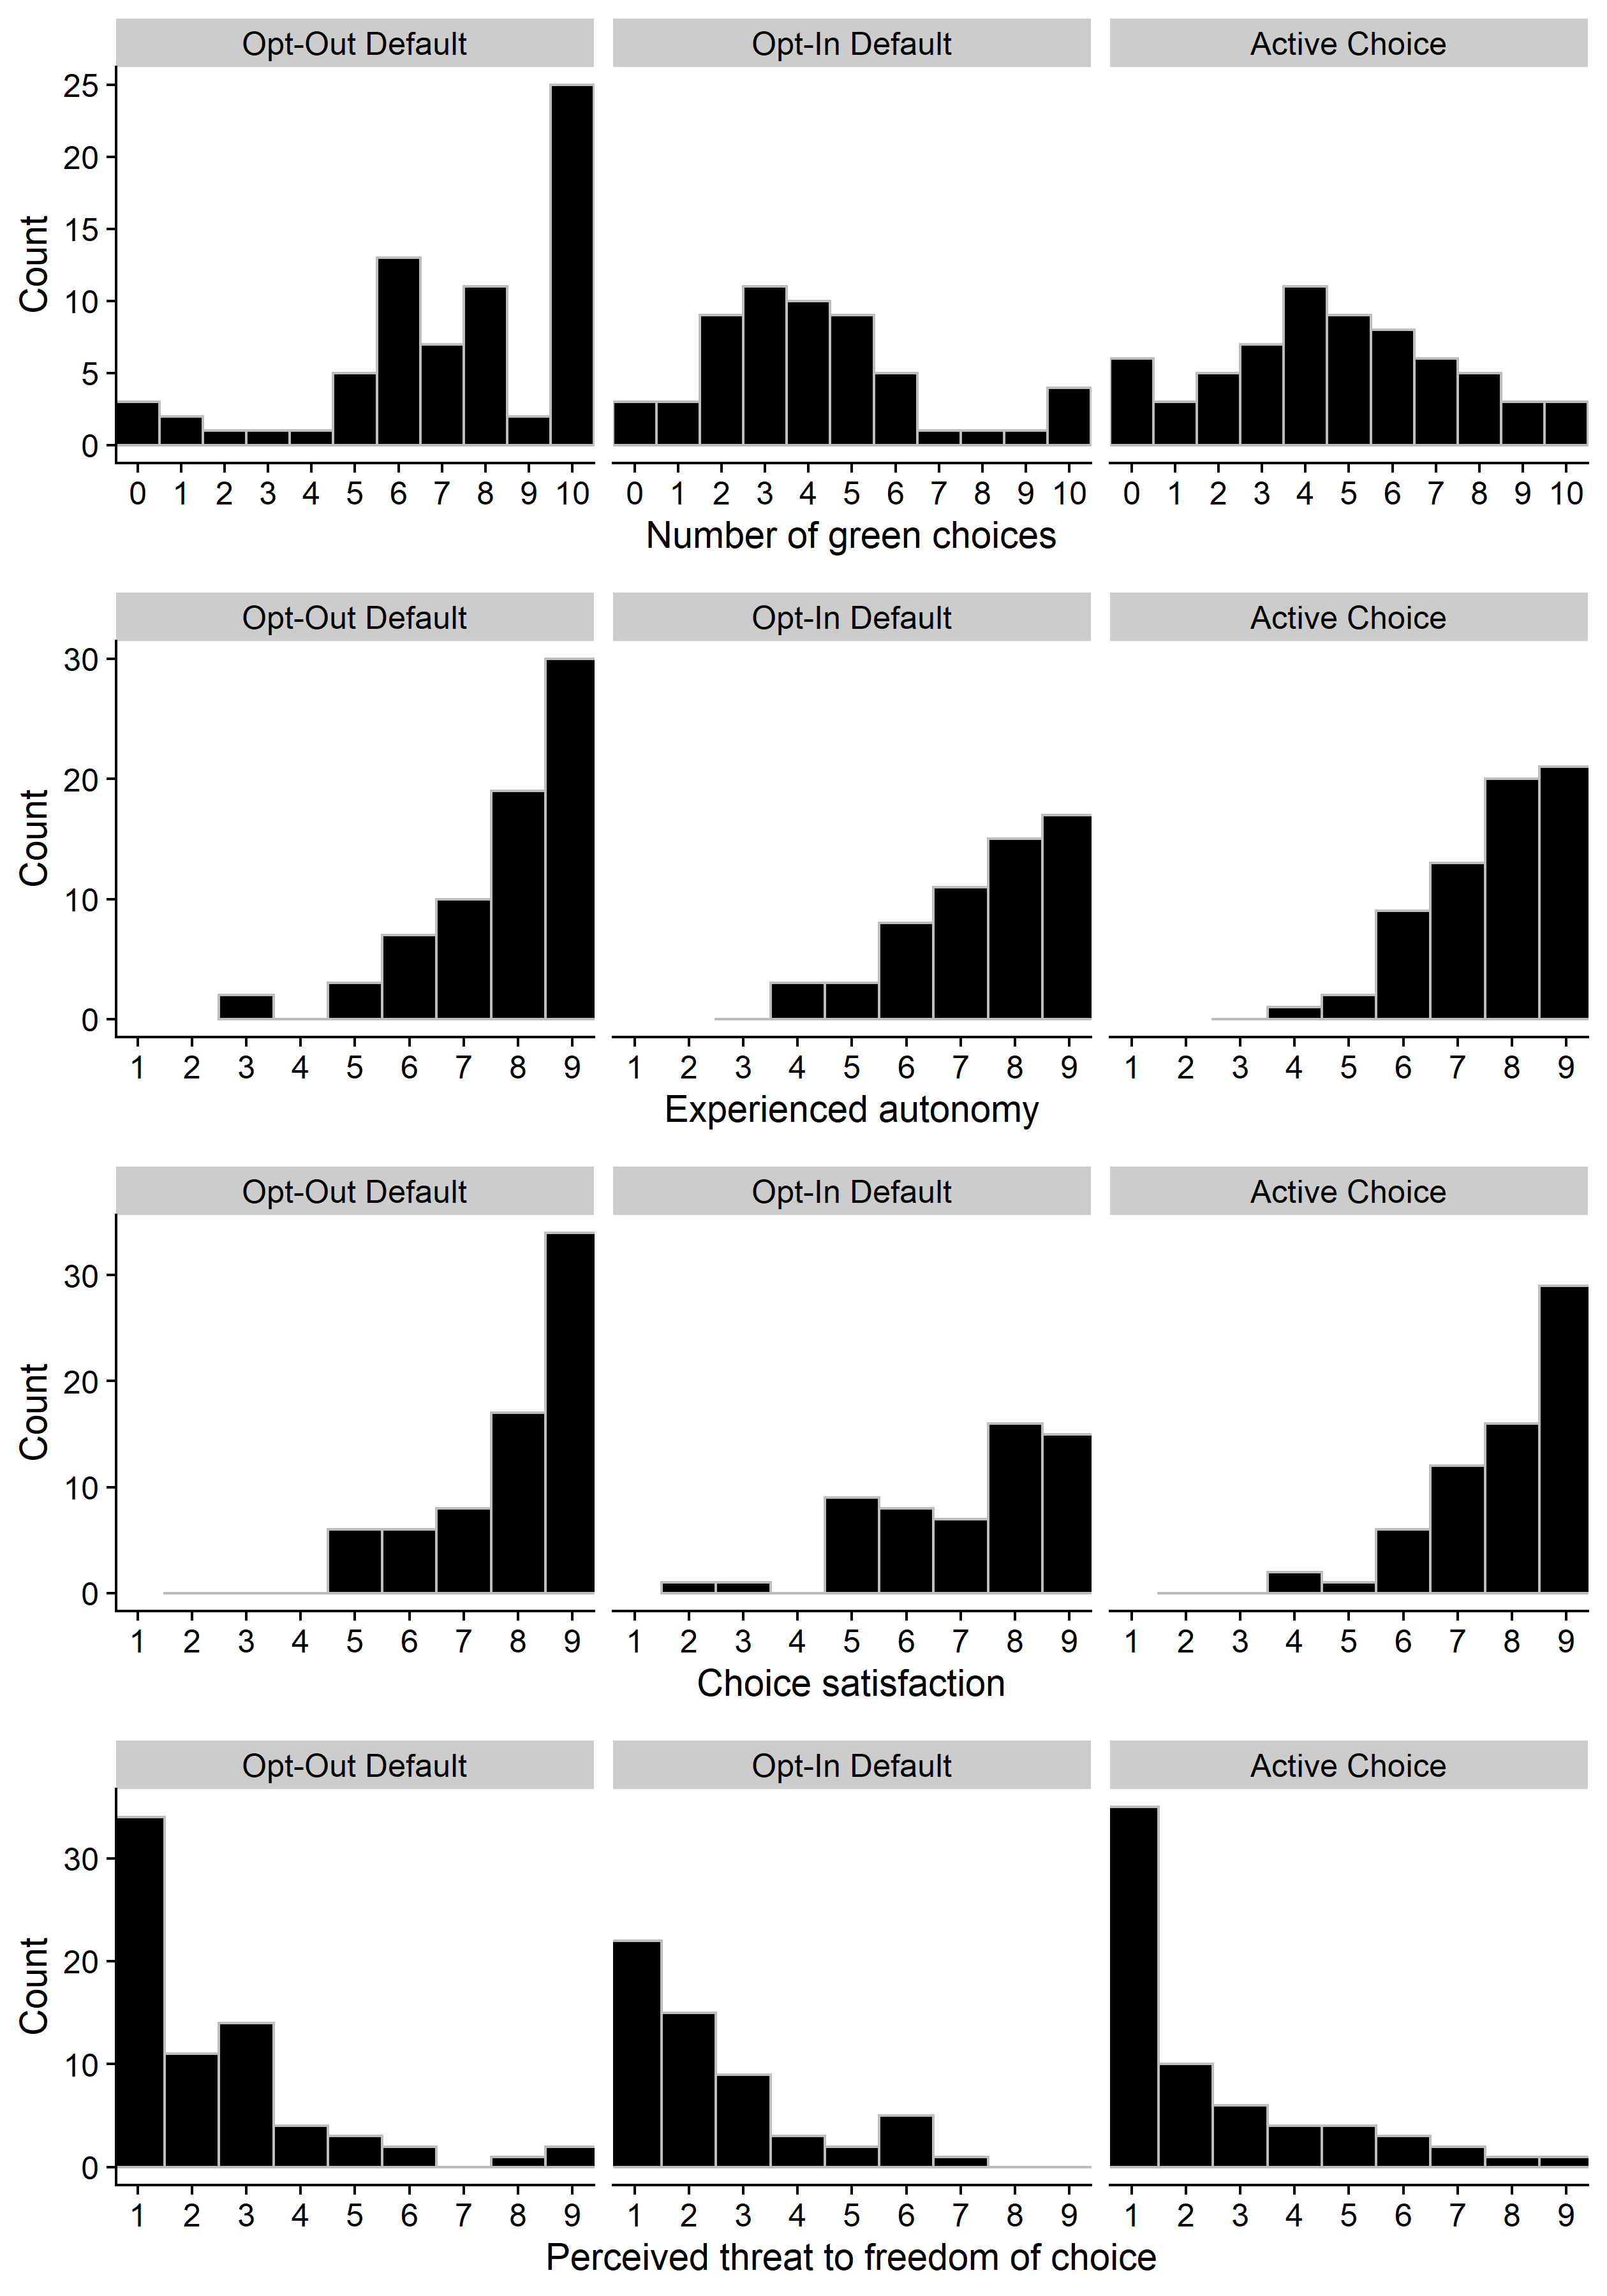 Opt-Out Default Opt-In Default Active Choice
25
20
15
10
5
0
Count
0 1 2 3 4 5 6 7 8 9 10 0 1 2 3 4 5 6 7 8 9 10 0 1 2 3 4 5 6 7 8 9 10
Number of green choices
Opt-Out Default Opt-In Default Active Choice
30
20
10
0
Count
1 2 3 4 5 6 7 8 9 1 2 3 4 5 6 7 8 9 1 2 3 4 5 6 7 8 9
Experienced autonomy
Opt-Out Default Opt-In Default Active Choice
30
20
10
0
Count
1 2 3 4 5 6 7 8 9 1 2 3 4 5 6 7 8 9 1 2 3 4 5 6 7 8 9
Choice satisfaction
Opt-Out Default Opt-In Default Active Choice
30
20
10
0
Count
1 2 3 4 5 6 7 8 9 1 2 3 4 5 6 7 8 9 1 2 3 4 5 6 7 8 9
Perceived threat to freedom of choice